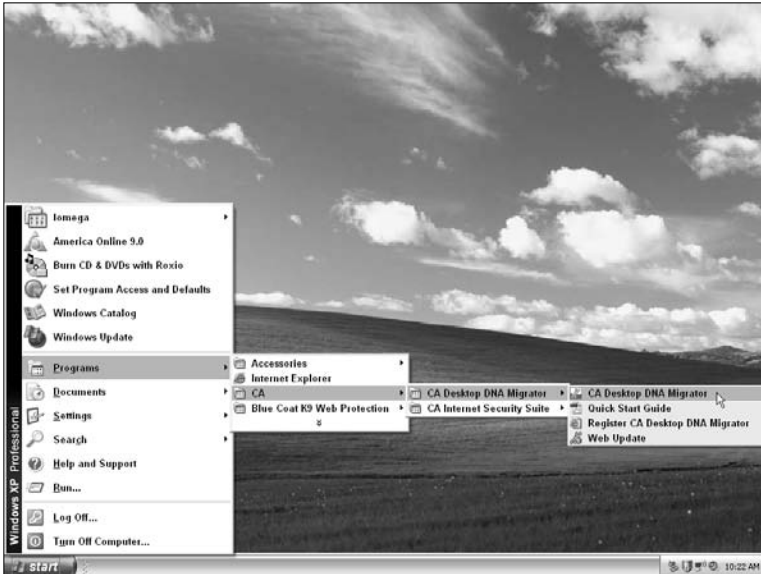 Iomega
America Online 9.0
Burn CD & DVDs with Roxio
Set Program Access and Defaults
Windows Catalog
Windows Update
Programs
Documents
Settings
Search
Help and Support
Run...
Log Off...
Turn Off Computer...
Windows XP Professional
Accessories
Internet Explorer
CA
Blue Coat K9 Web Protection
CA Desktop DNA Migrator
CA Internet Security Suite
CA Desktop DNA Migrator
Quick Start Guide
Register CA Desktop DNA Migrator
Web Update
start
10:22 AM